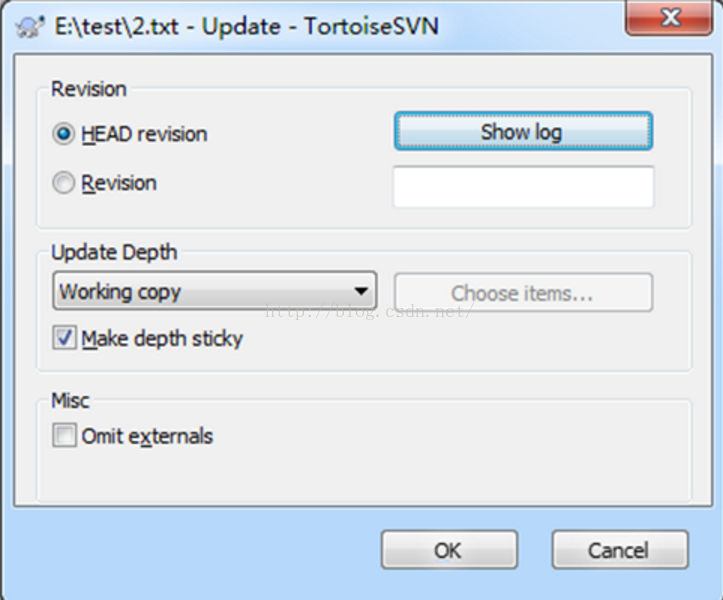 E:\test\2.txt - Update - TortoiseSVN
Revision
HEAD revision
Show log
Revision
Update Depth
Working copy
Choose items...
http://blog.csdn.net/
Make depth sticky
Misc
Omit externals
OK
Cancel